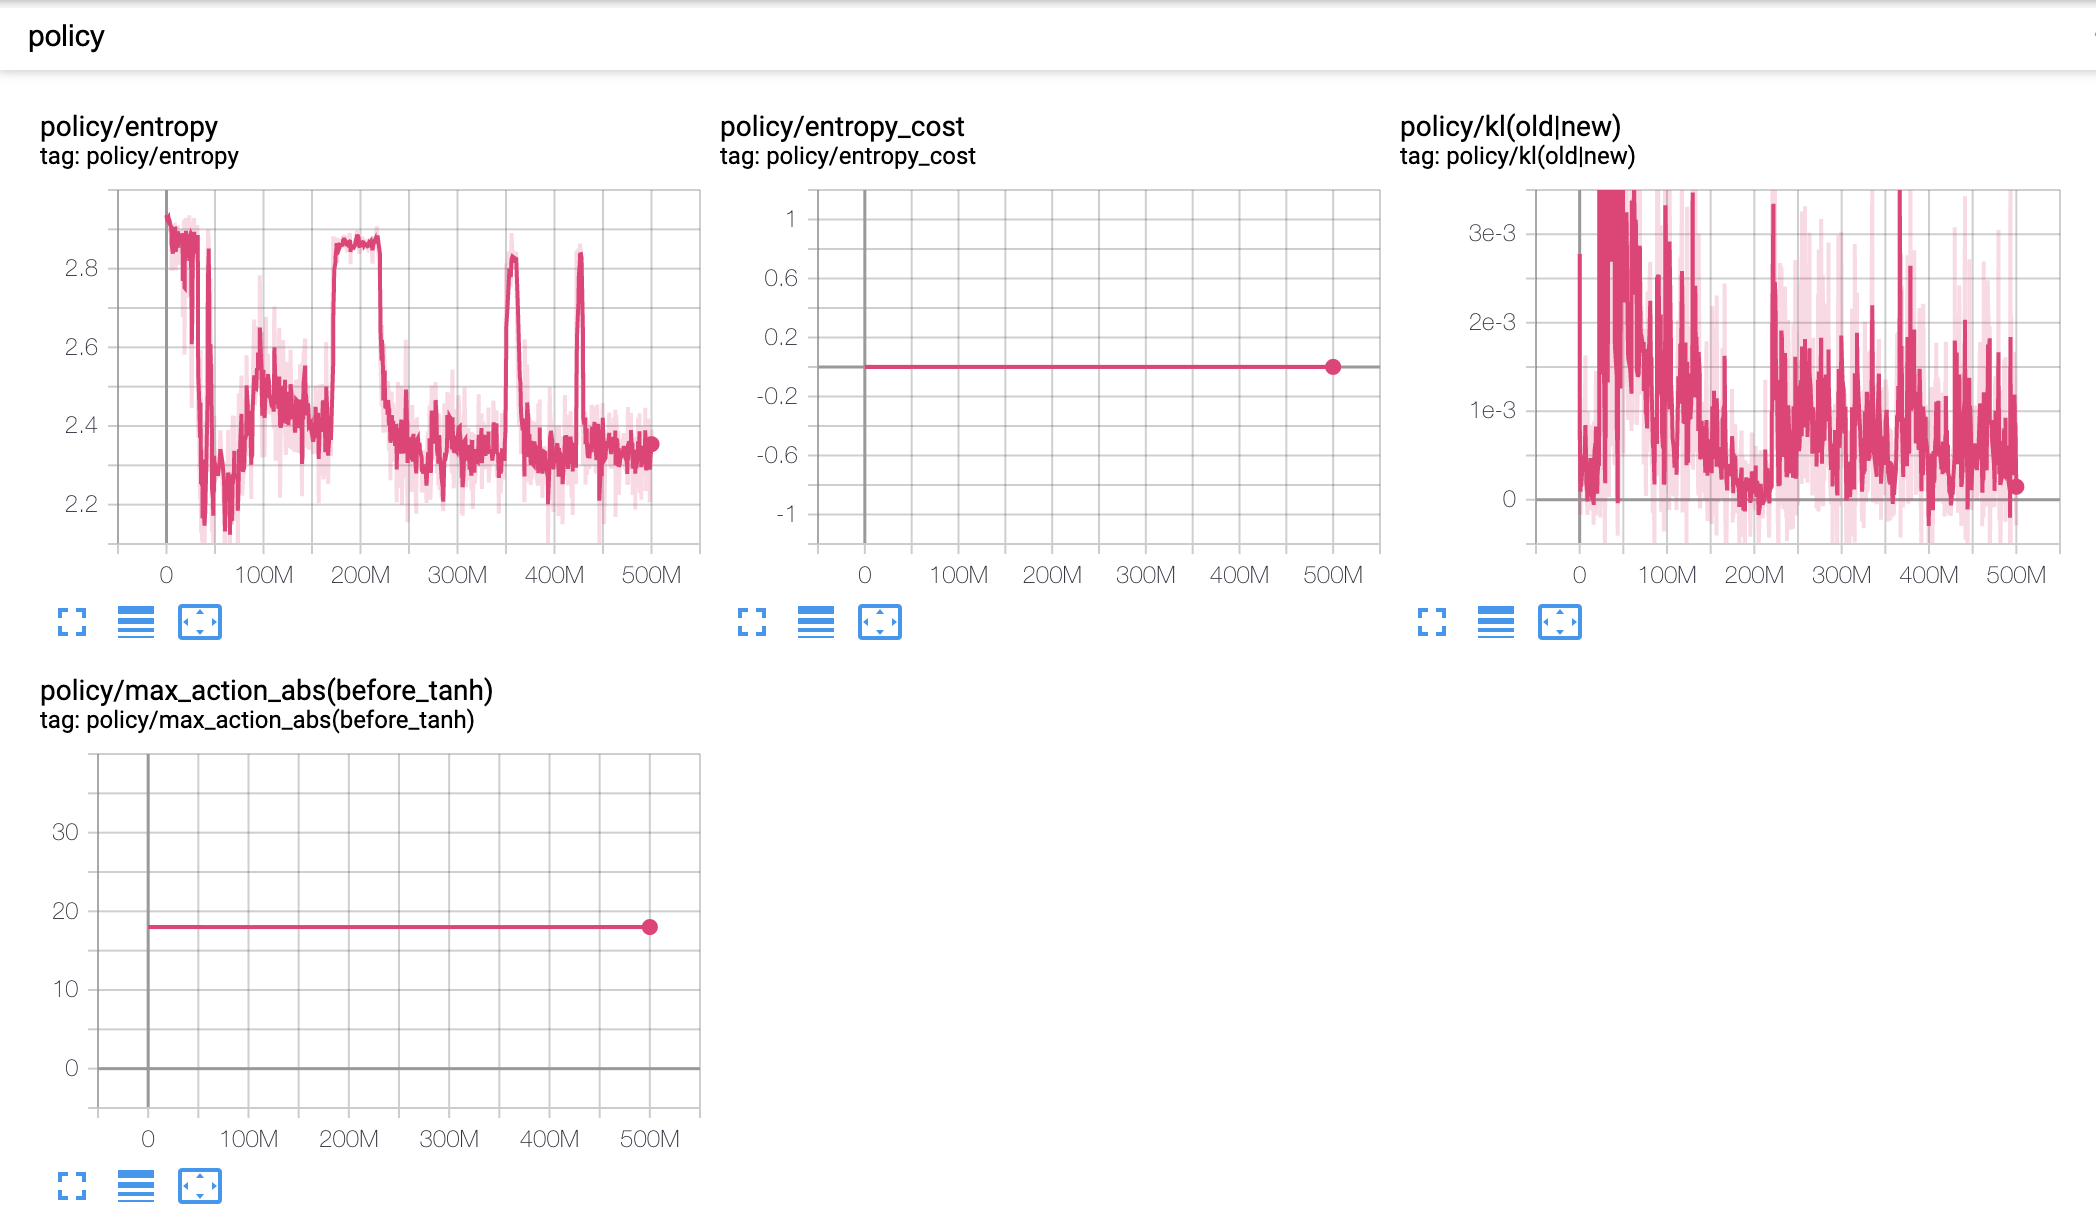 policy
policy/entropy
tag: policy/entropy
2.8
2.6
2.4
2.2
0 100M 200M 300M 400M 500M
policy/entropy_cost
tag: policy/entropy_cost
1
0.6
0.2
-0.2
-0.6
-1
0 100M 200M 300M 400M 500M
policy/kl(old|new)
tag: policy/kl(old|new)
3e-3
2e-3
1e-3
0
0 100M 200M 300M 400M 500M
policy/max_action_abs(before_tanh)
tag: policy/max_action_abs(before_tanh)
30
20
10
0
0 100M 200M 300M 400M 500M